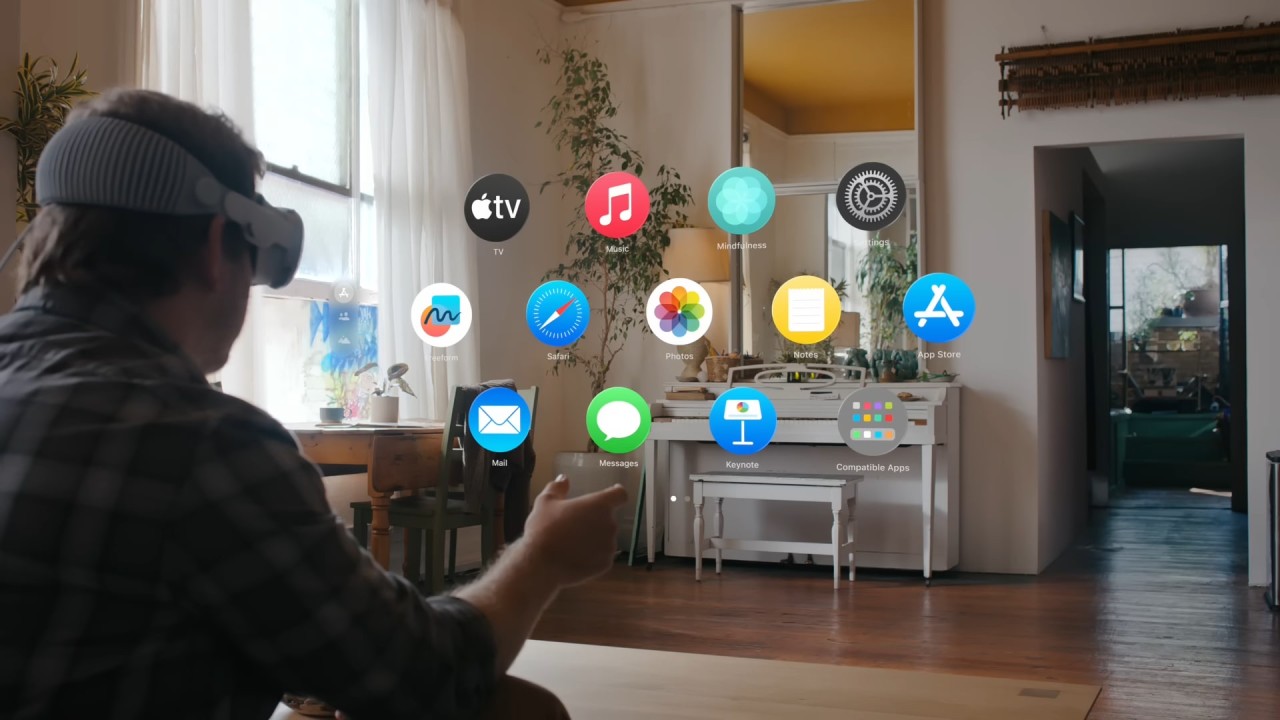 tv
TV
Music
Mindfulness
Settings
Freeform
Safari
Photos
Notes
App Store
Mail
Messages
Keynote
Compatible Apps